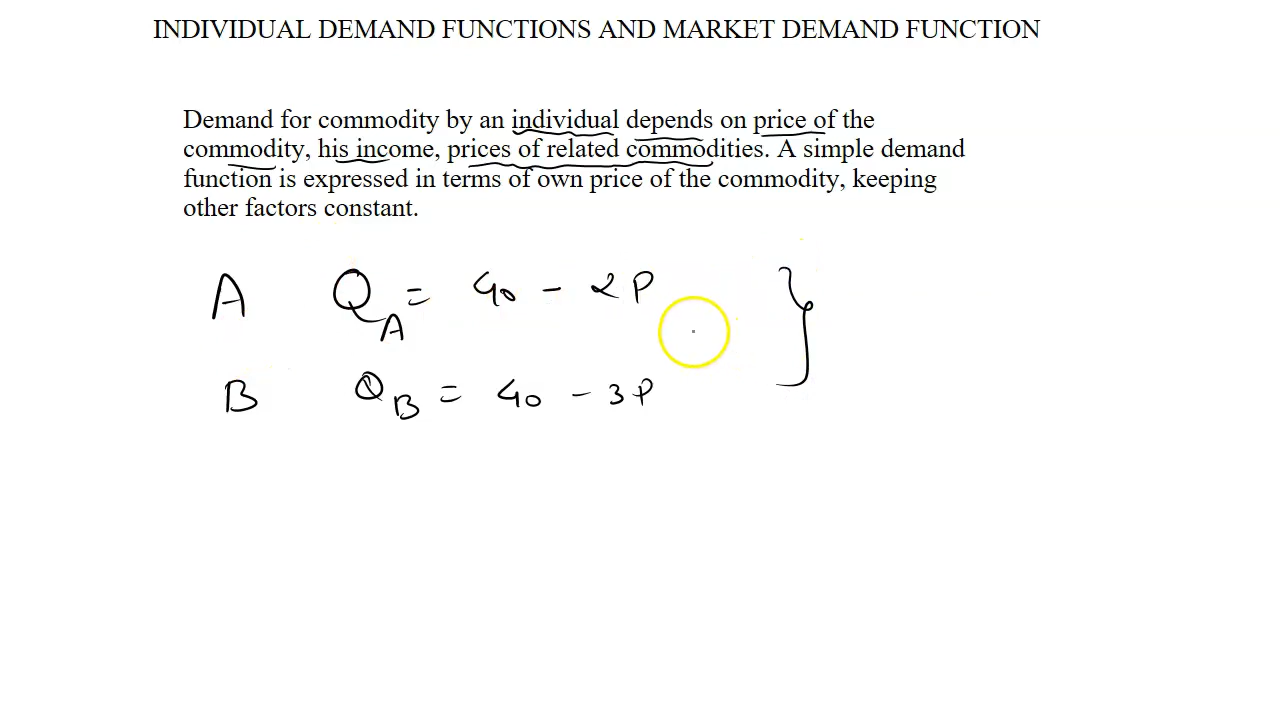 INDIVIDUAL DEMAND FUNCTIONS AND MARKET DEMAND FUNCTION
Demand for commodity by an individual depends on price of the
commodity, his income, prices of related commodities. A simple demand
function is expressed in terms of own price of the commodity, keeping
other factors constant.
A Q_A = 40 - 2P
B Q_B = 40 - 3P